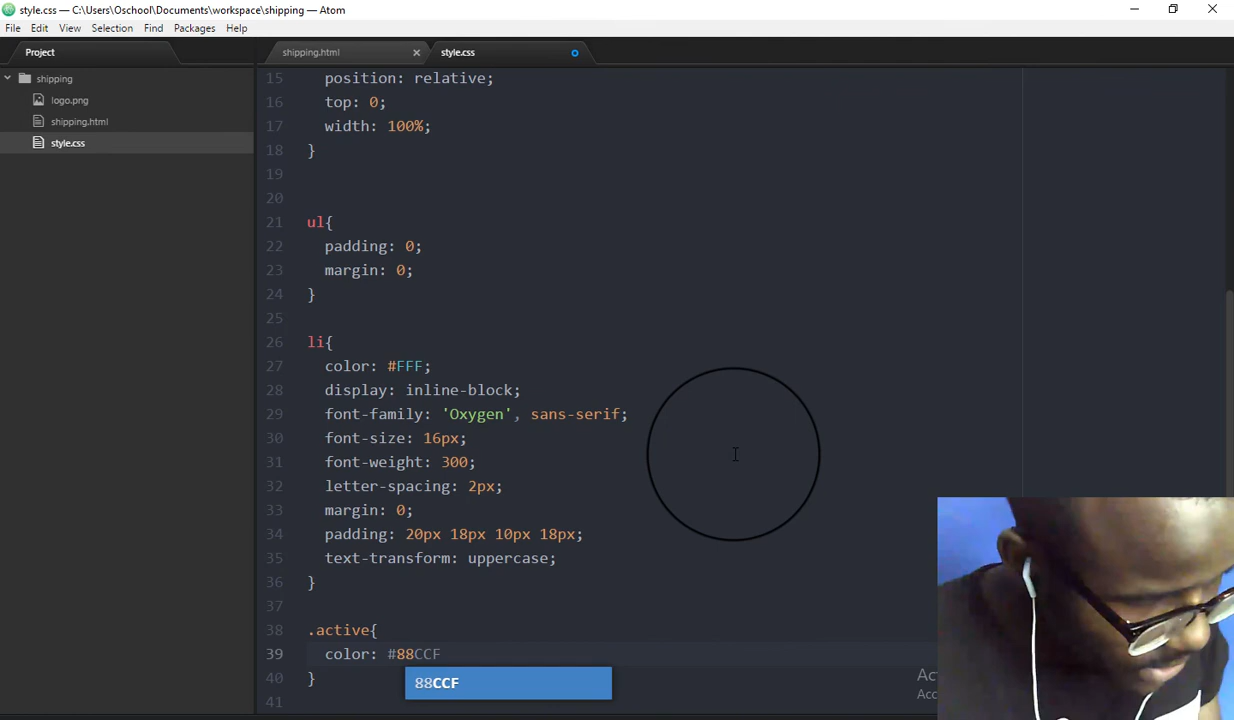 style.css — C:\Users\Oschool\Documents\workspace\shipping — Atom
File Edit View Selection Find Packages Help
Project
shipping.html
style.css
shipping
logo.png
shipping.html
style.css
15 position: relative;
16 top: 0;
17 width: 100%;
18 }
19
20
21 ul{
22 padding: 0;
23 margin: 0;
24 }
25
26 li{
27 color: #FFF;
28 display: inline-block;
29 font-family: 'Oxygen', sans-serif;
30 font-size: 16px;
31 font-weight: 300;
32 letter-spacing: 2px;
33 margin: 0;
34 padding: 20px 18px 10px 18px;
35 text-transform: uppercase;
36 }
37
38 .active{
39 color: #88CCF
88CCF
40 }
41